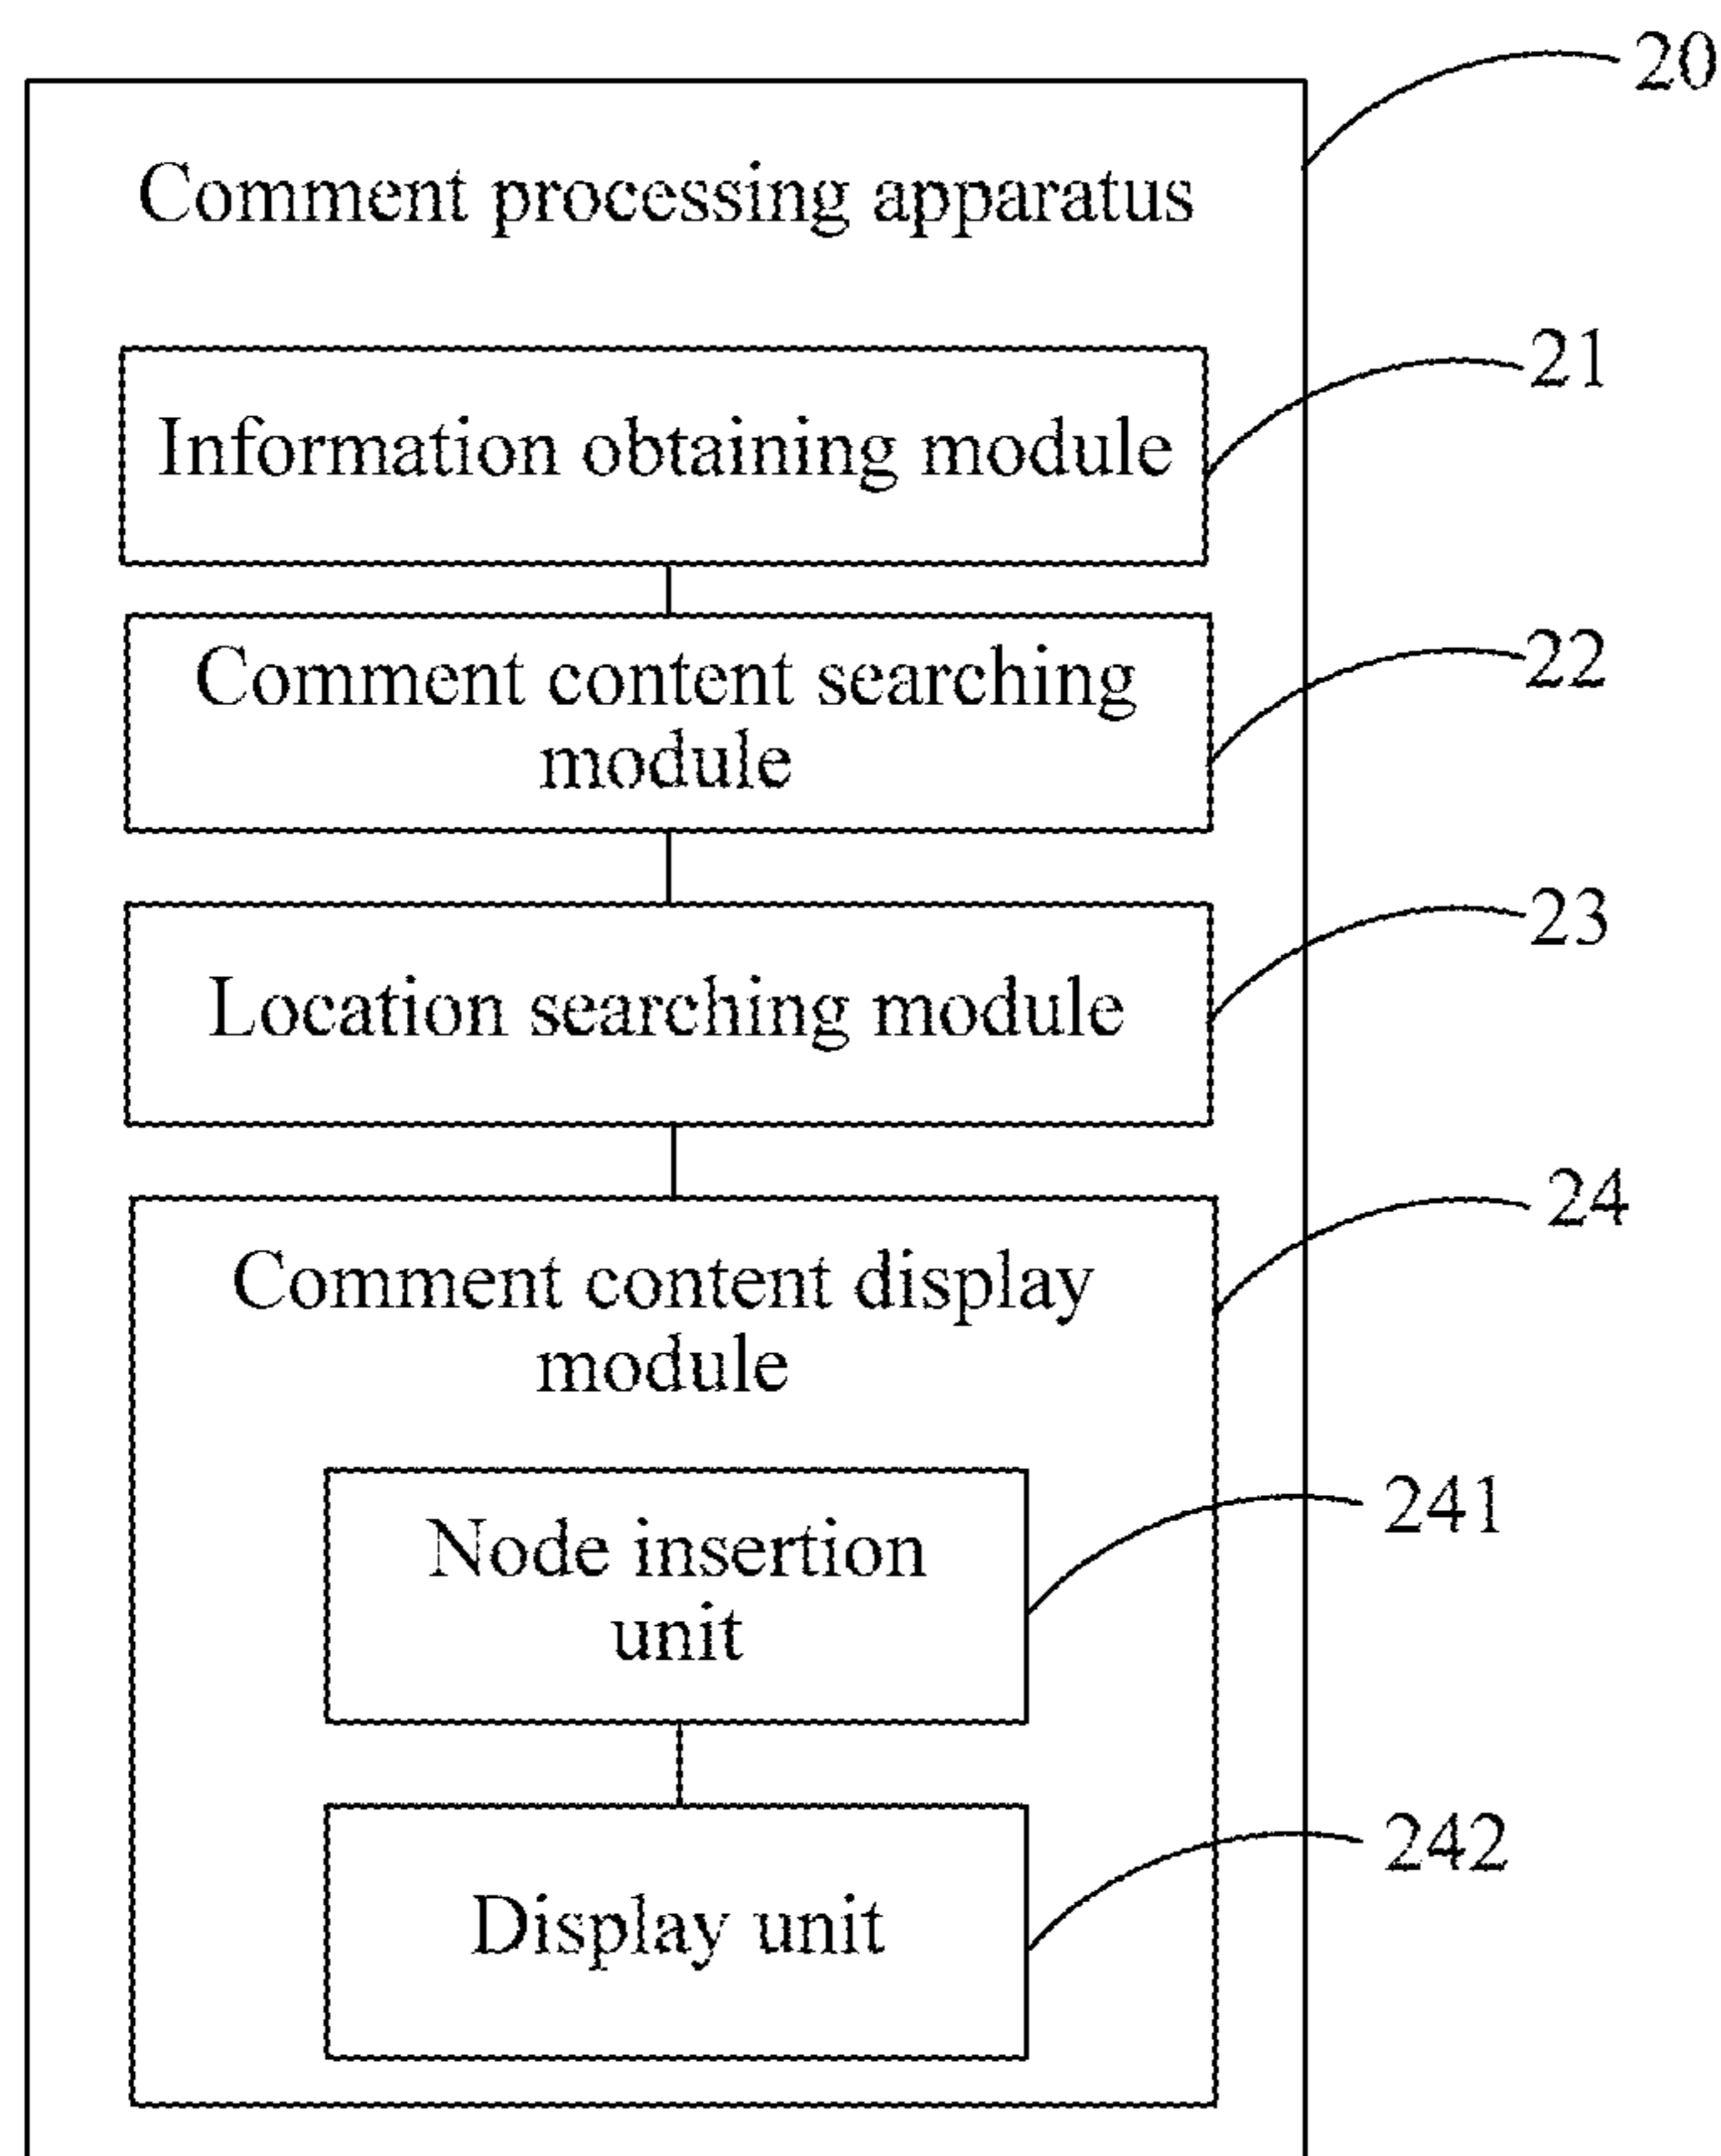 20
Comment processing apparatus
21
Information obtaining module
22
Comment content searching
module
23
Location searching module
24
Comment content display
module
241
Node insertion
unit
242
Display unit